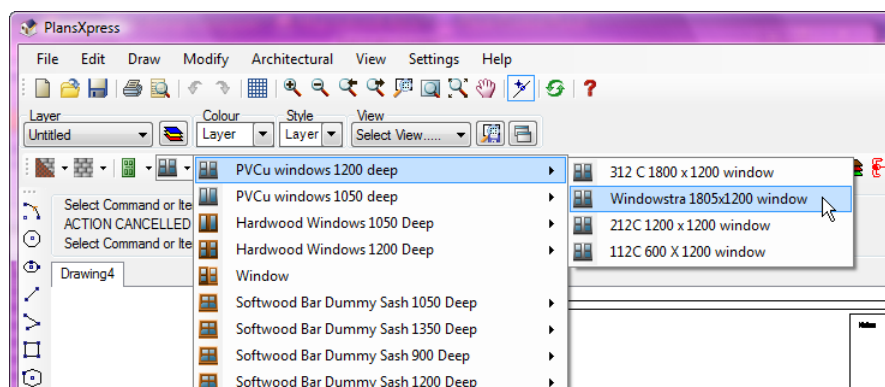 PlansXpress
File Edit Draw Modify Architectural View Settings Help
Layer Colour Style View
Untitled Layer Layer Select View.....
PVCu windows 1200 deep
312 C 1800 x 1200 window
Select Command or Ite
PVCu windows 1050 deep
Windowstra 1805x1200 window
ACTION CANCELLED
Hardwood Windows 1050 Deep
212C 1200 x 1200 window
Select Command or Ite
Hardwood Windows 1200 Deep
112C 600 X 1200 window
Drawing4
Window
Softwood Bar Dummy Sash 1050 Deep
Softwood Bar Dummy Sash 1350 Deep
Softwood Bar Dummy Sash 900 Deep
Softwood Bar Dummy Sash 1200 Deep